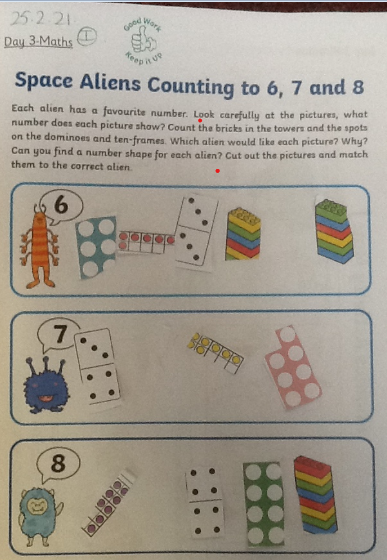 25.2.21
Day 3-Maths
I
Good Work
Keep it Up
Space Aliens Counting to 6, 7 and 8
Each alien has a favourite number. Look carefully at the pictures, what
number does each picture show? Count the bricks in the towers and the spots
on the dominoes and ten-frames. Which alien would like each picture? Why?
Can you find a number shape for each alien? Cut out the pictures and match
them to the correct alien.
6
7
8